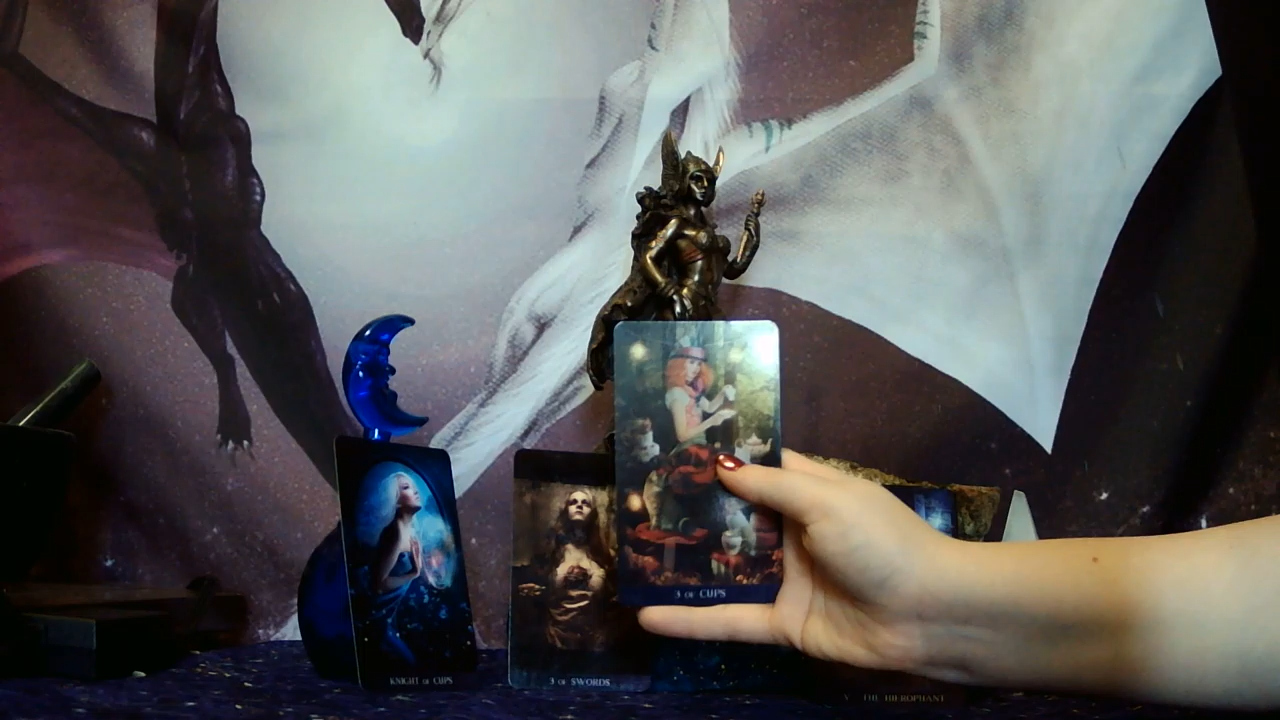 3 OF CUPS
KNIGHT OF CUPS
3 OF SWORDS
V THE HIEROPHANT